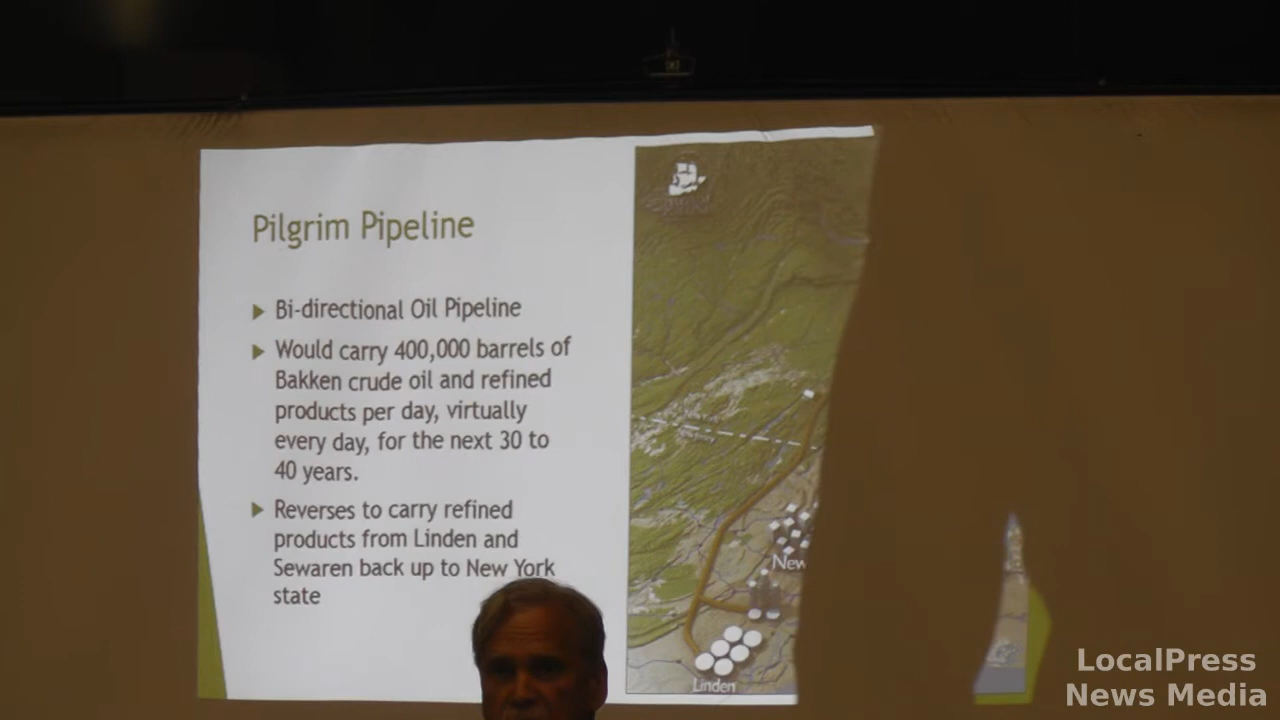 Pilgrim Pipeline
Bi-directional Oil Pipeline
Would carry 400,000 barrels of
Bakken crude oil and refined
products per day, virtually
every day, for the next 30 to
40 years.
Reverses to carry refined
products from Linden and
Sewaren back up to New York
state
New
Linden
LocalPress
News Media